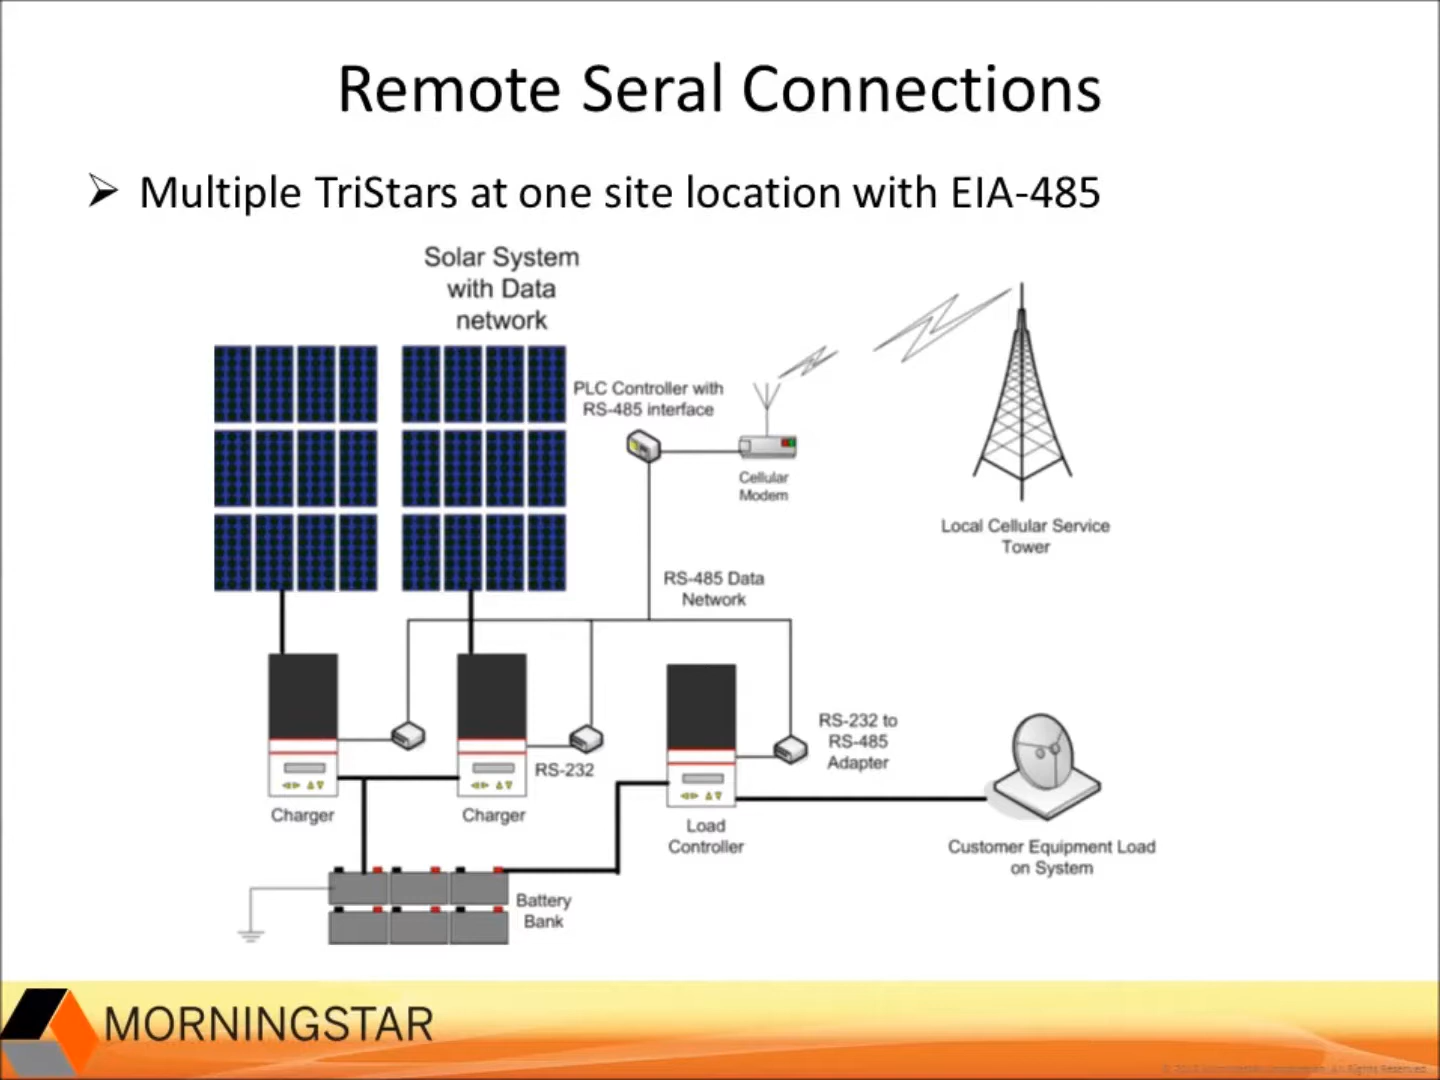 Remote Seral Connections
Multiple TriStars at one site location with EIA-485
Solar System
with Data
network
PLC Controller with
RS-485 interface
Cellular
Modem
Local Cellular Service
Tower
RS-485 Data
Network
RS-232 to
RS-485
Adapter
RS-232
Charger
Charger
Load
Controller
Customer Equipment Load
on System
Battery
Bank
MORNINGSTAR